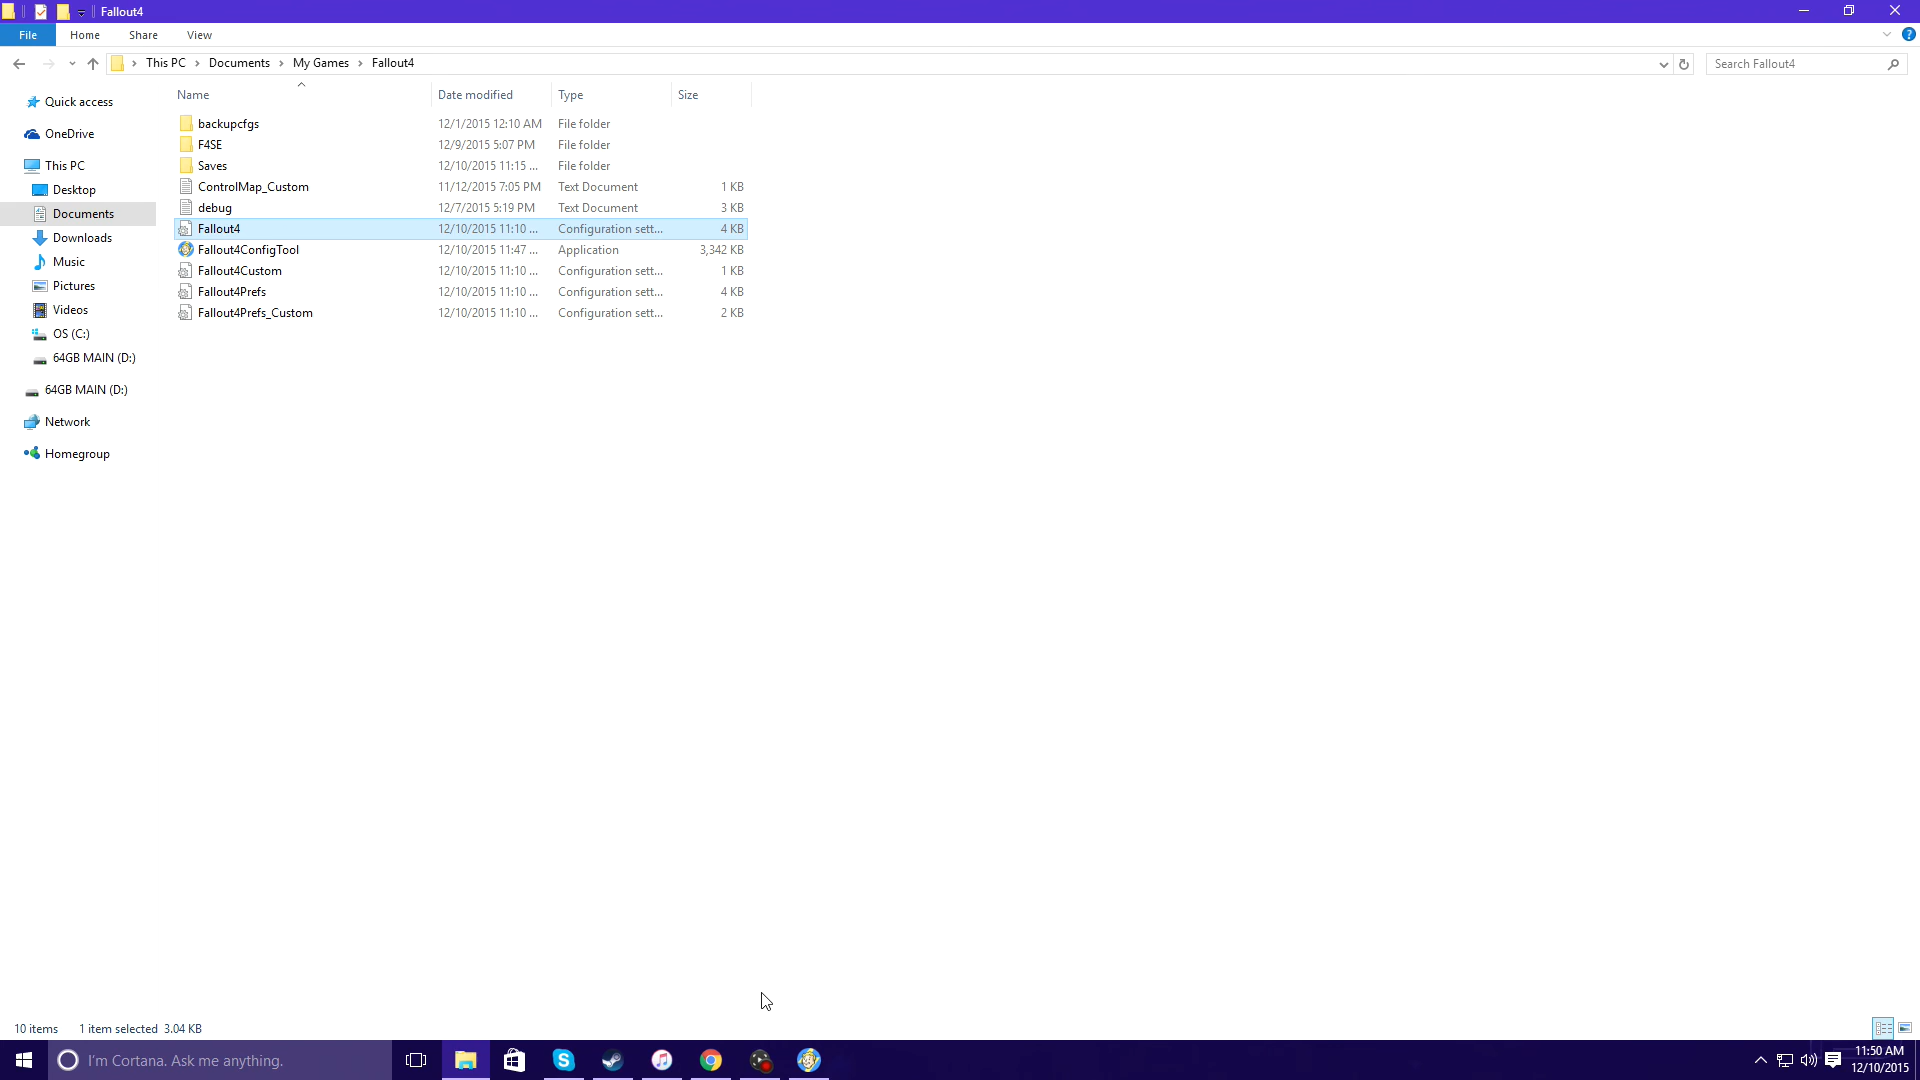 Fallout4
File Home Share View
This PC Documents My Games Fallout4 Search Fallout4
Name Date modified Type Size
Quick access
OneDrive
This PC
Desktop
Documents
Downloads
Music
Pictures
Videos
OS (C:)
64GB MAIN (D:)
64GB MAIN (D:)
Network
Homegroup
backupcfgs 12/1/2015 12:10 AM File folder
F4SE 12/9/2015 5:07 PM File folder
Saves 12/10/2015 11:15 ... File folder
ControlMap_Custom 11/12/2015 7:05 PM Text Document 1 KB
debug 12/7/2015 5:19 PM Text Document 3 KB
Fallout4 12/10/2015 11:10 ... Configuration sett... 4 KB
Fallout4ConfigTool 12/10/2015 11:47 ... Application 3,342 KB
Fallout4Custom 12/10/2015 11:10 ... Configuration sett... 1 KB
Fallout4Prefs 12/10/2015 11:10 ... Configuration sett... 4 KB
Fallout4Prefs_Custom 12/10/2015 11:10 ... Configuration sett... 2 KB
10 items 1 item selected 3.04 KB
I'm Cortana. Ask me anything.
11:50 AM
12/10/2015